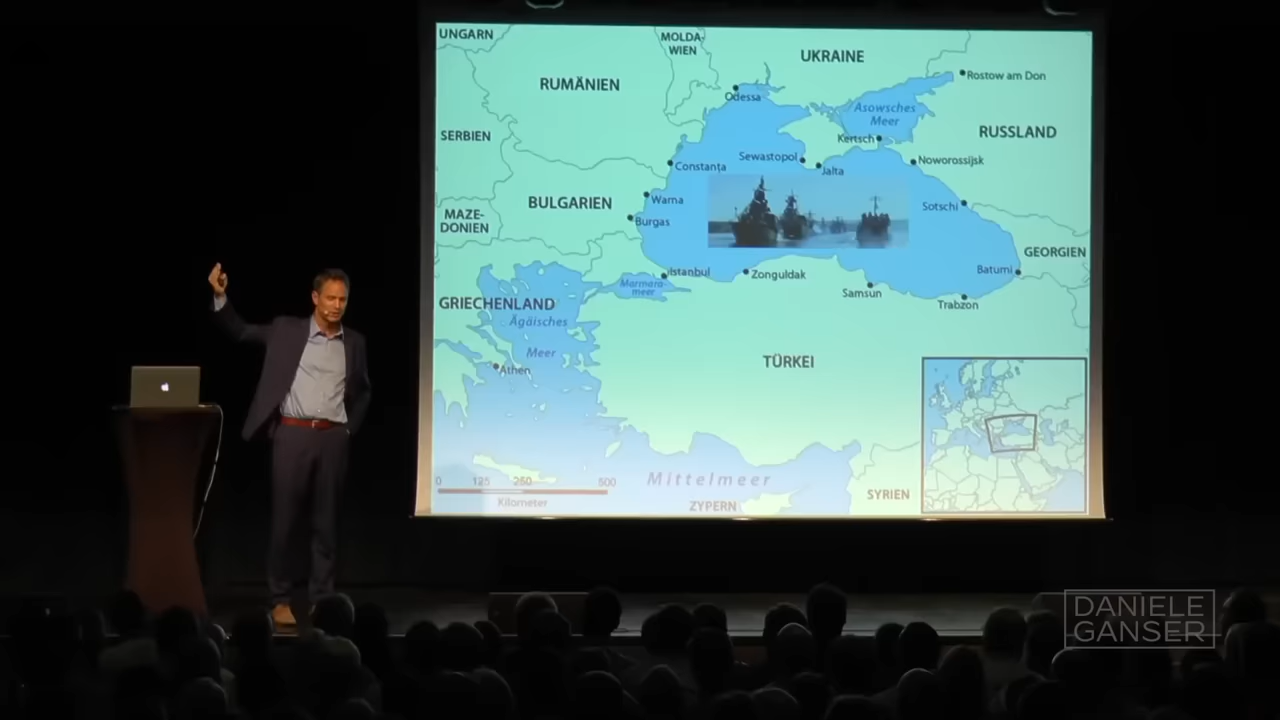 UNGARN
MOLDA-
WIEN
UKRAINE
RUMÄNIEN
Rostow am Don
Odessa
Asowsches
Meer
SERBIEN
RUSSLAND
Kertsch
Sewastopol
Jalta
Noworossijsk
Constanța
BULGARIEN
Warna
Sotschi
MAZE-
DONIEN
Burgas
GEORGIEN
Istanbul
Zonguldak
Batumi
Marmara-
meer
Samsun
Trabzon
GRIECHENLAND
Ägäisches
Meer
Athen
TÜRKEI
Mittelmeer
0 125 250 500
Kilometer
ZYPERN
SYRIEN
DANIELE
GANSER